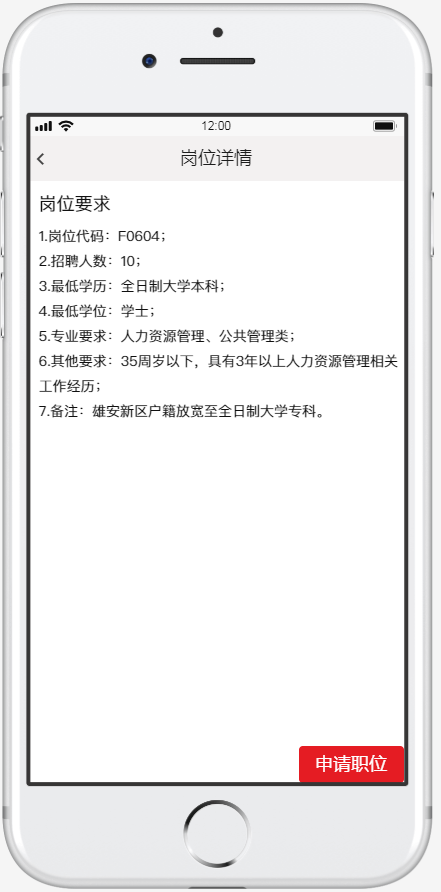 12:00
岗位详情
岗位要求
1.岗位代码：F0604；
2.招聘人数：10；
3.最低学历：全日制大学本科；
4.最低学位：学士；
5.专业要求：人力资源管理、公共管理类；
6.其他要求：35周岁以下，具有3年以上人力资源管理相关
工作经历；
7.备注：雄安新区户籍放宽至全日制大学专科。
申请职位